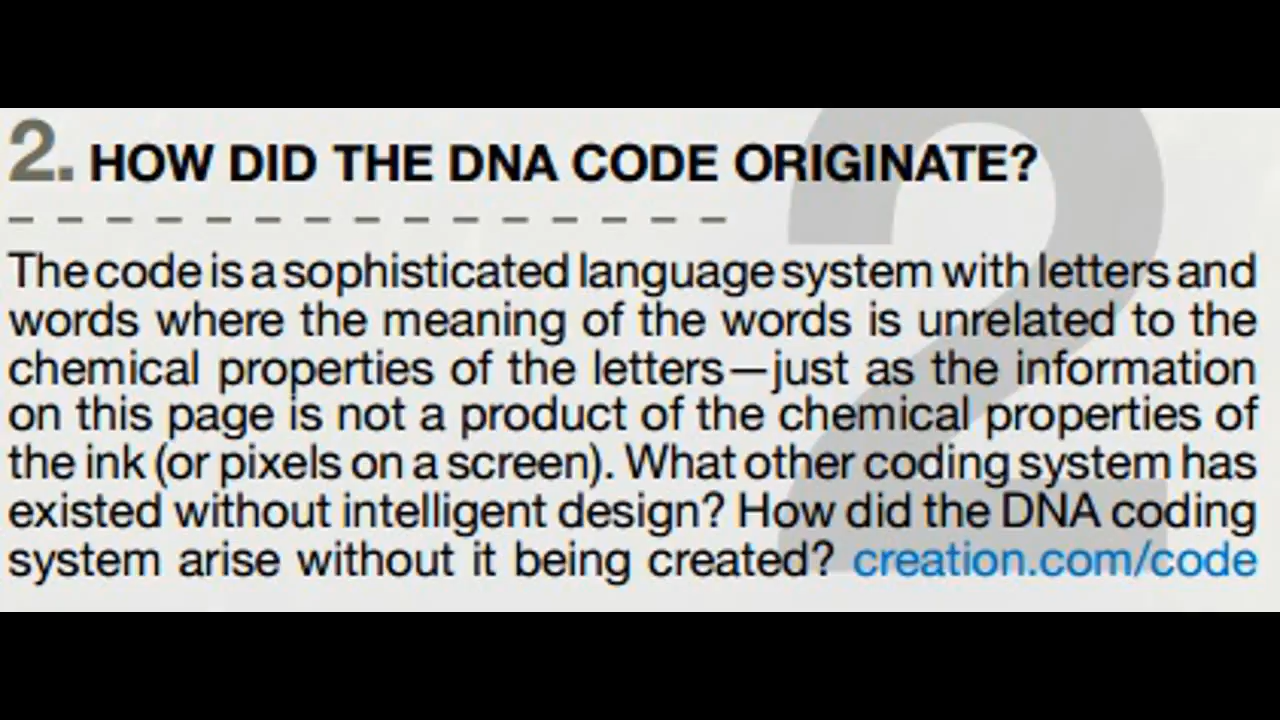 2. HOW DID THE DNA CODE ORIGINATE?
The code is a sophisticated language system with letters and
words where the meaning of the words is unrelated to the
chemical properties of the letters—just as the information
on this page is not a product of the chemical properties of
the ink (or pixels on a screen). What other coding system has
existed without intelligent design? How did the DNA coding
system arise without it being created? creation.com/code